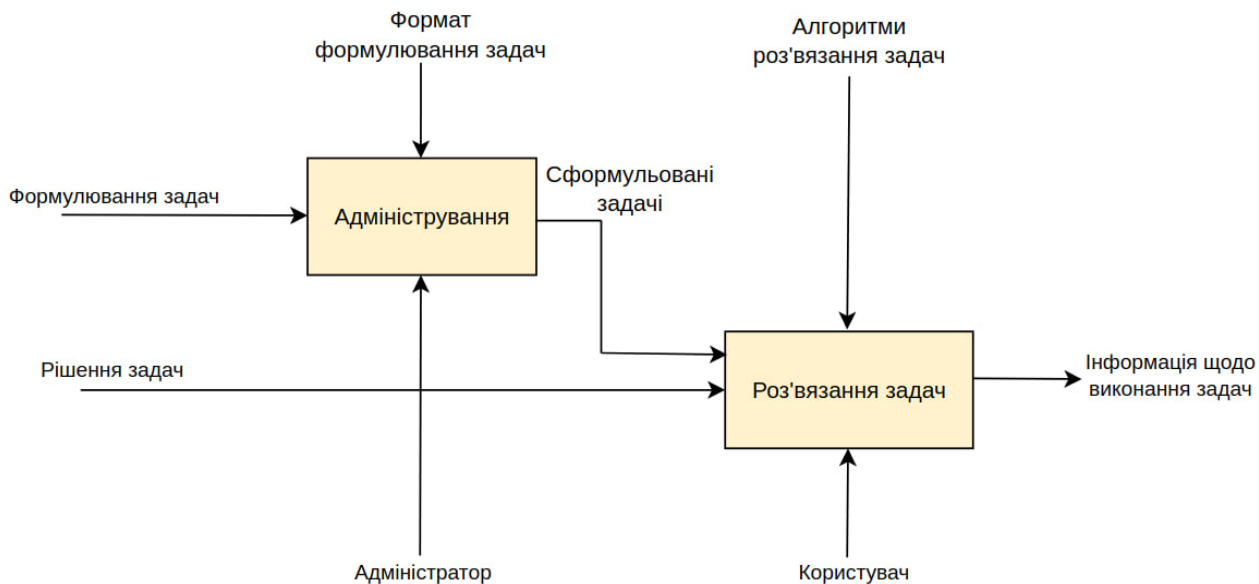 Формат
формулювання задач
Алгоритми
роз'вязання задач
Формулювання задач
Адміністрування
Сформульовані
задачі
Рішення задач
Роз'вязання задач
Інформація щодо
виконання задач
Адміністратор
Користувач